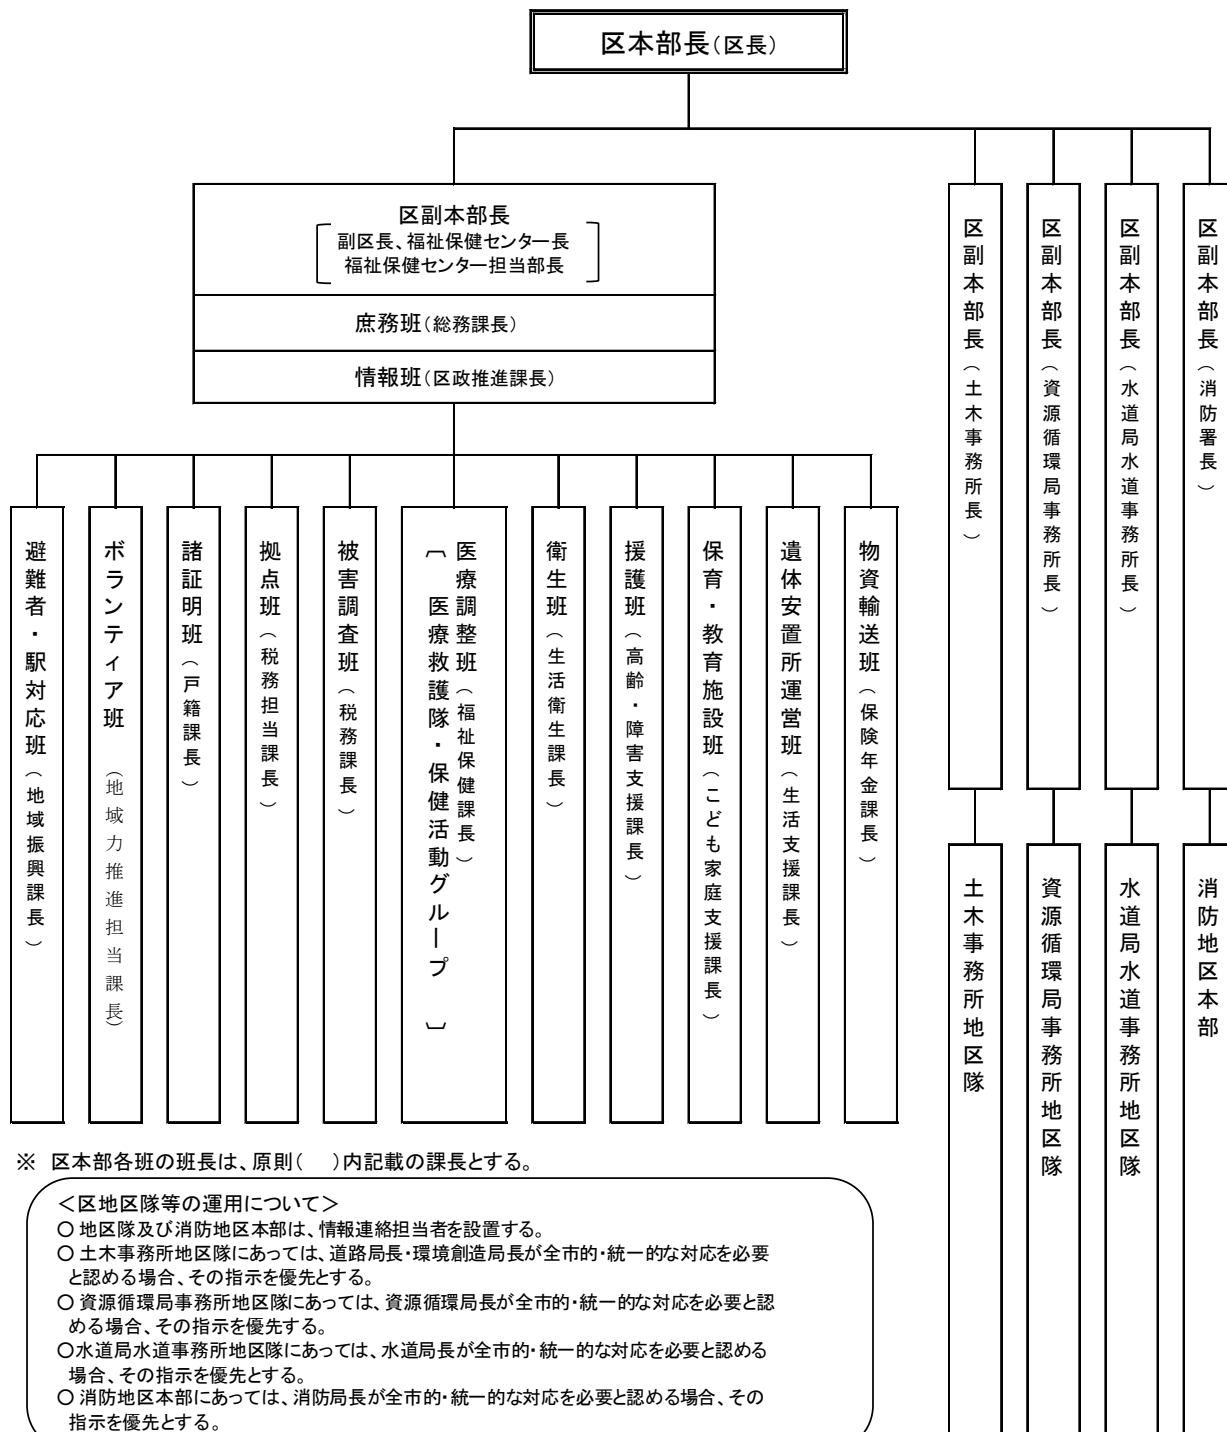 区本部長(区長)
区副本部長
副区長、福祉保健センター長
福祉保健センター担当部長
庶務班(総務課長)
情報班(区政推進課長)
区副本部長(土木事務所長)
区副本部長(資源循環局事務所長)
区副本部長(水道局水道事務所長)
区副本部長(消防署長)
避難者・駅対応班(地域振興課長)
ボランティア班(地域力推進担当課長)
諸証明班(戸籍課長)
拠点班(税務担当課長)
被害調査班(税務課長)
医療調整班(福祉保健課長)
〔医療救護隊・保健活動グループ〕
衛生班(生活衛生課長)
援護班(高齢・障害支援課長)
保育・教育施設班(こども家庭支援課長)
遺体安置所運営班(生活支援課長)
物資輸送班(保険年金課長)
土木事務所地区隊
資源循環局事務所地区隊
水道局水道事務所地区隊
消防地区本部
※ 区本部各班の班長は、原則( )内記載の課長とする。
<区地区隊等の運用について>
○ 地区隊及び消防地区本部は、情報連絡担当者を設置する。
○ 土木事務所地区隊にあっては、道路局長・環境創造局長が全市的・統一的な対応を必要
と認める場合、その指示を優先とする。
○ 資源循環局事務所地区隊にあっては、資源循環局長が全市的・統一的な対応を必要と認
める場合、その指示を優先する。
○水道局水道事務所地区隊にあっては、水道局長が全市的・統一的な対応を必要と認める
場合、その指示を優先とする。
○ 消防地区本部にあっては、消防局長が全市的・統一的な対応を必要と認める場合、その
指示を優先とする。